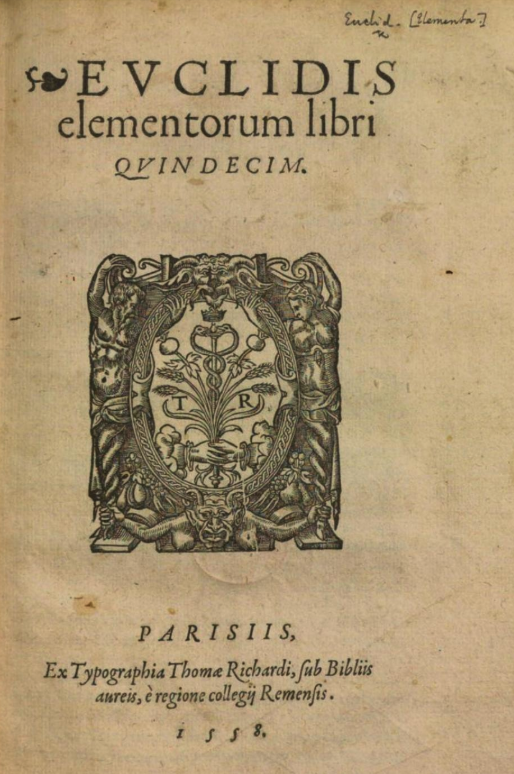 Euclid. [Elementa.]
EVCLIDIS
elementorum libri
QVINDECIM.
T R
PARISIIS,
Ex Typographia Thomæ Richardi, ſub Bibliis
aureis, è regione collegij Remenſis.
1558.